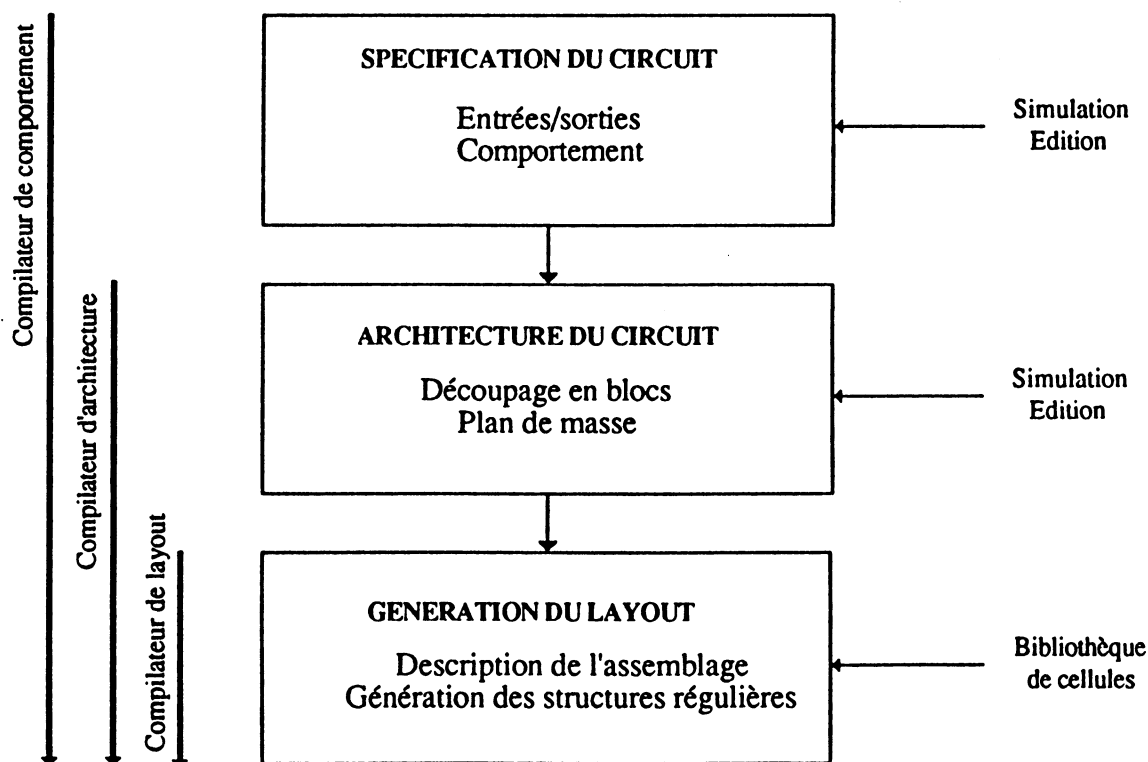 Compilateur de comportement
Compilateur d'architecture
Compilateur de layout
SPECIFICATION DU CIRCUIT
Entrées/sorties
Comportement
Simulation
Edition
ARCHITECTURE DU CIRCUIT
Découpage en blocs
Plan de masse
Simulation
Edition
GENERATION DU LAYOUT
Description de l'assemblage
Génération des structures régulières
Bibliothèque
de cellules